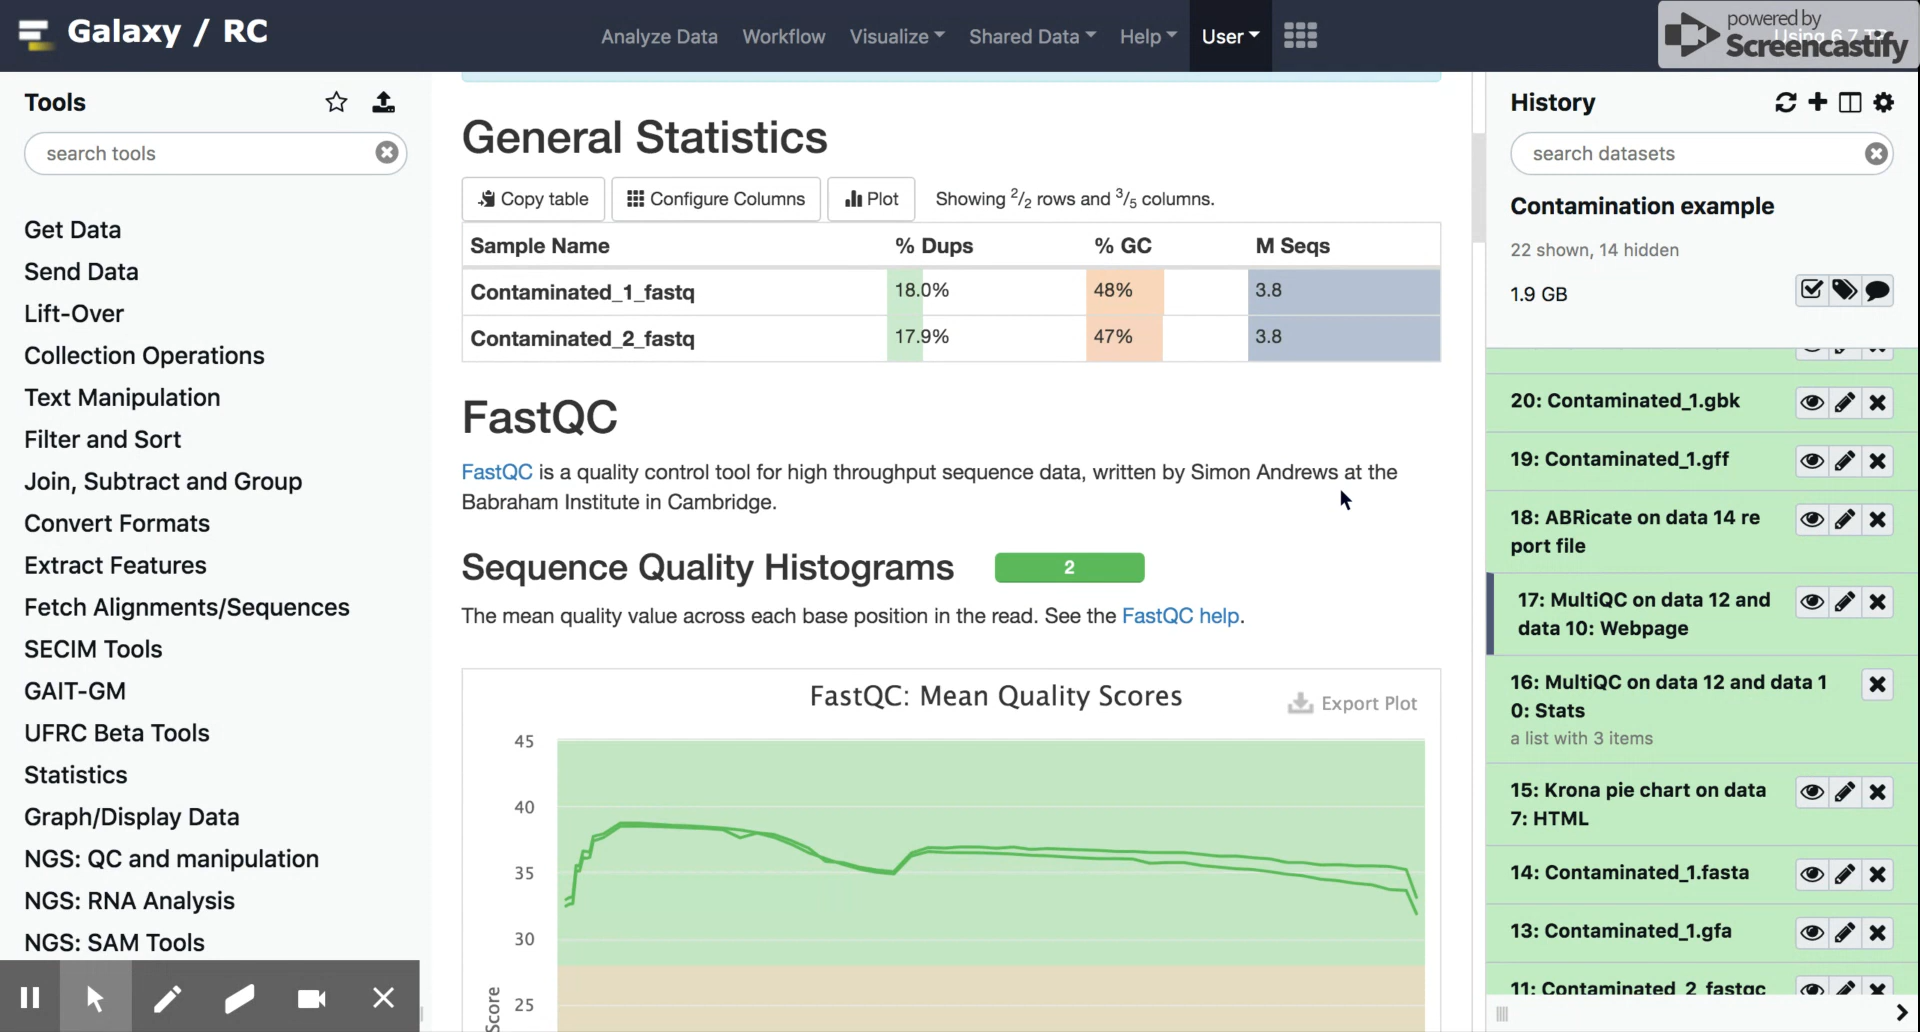 Galaxy / RC
Analyze Data
Workflow
Visualize
Shared Data
Help
User
powered by
Screencastify
Tools
search tools
Get Data
Send Data
Lift-Over
Collection Operations
Text Manipulation
Filter and Sort
Join, Subtract and Group
Convert Formats
Extract Features
Fetch Alignments/Sequences
SECIM Tools
GAIT-GM
UFRC Beta Tools
Statistics
Graph/Display Data
NGS: QC and manipulation
NGS: RNA Analysis
NGS: SAM Tools
General Statistics
Copy table
Configure Columns
Plot
Showing 2/2 rows and 3/5 columns.
Sample Name % Dups % GC M Seqs
Contaminated_1_fastq 18.0% 48% 3.8
Contaminated_2_fastq 17.9% 47% 3.8
FastQC
FastQC is a quality control tool for high throughput sequence data, written by Simon Andrews at the
Babraham Institute in Cambridge.
Sequence Quality Histograms 2
The mean quality value across each base position in the read. See the FastQC help.
FastQC: Mean Quality Scores
Export Plot
45
40
35
30
25
Score
History
search datasets
Contamination example
22 shown, 14 hidden
1.9 GB
20: Contaminated_1.gbk
19: Contaminated_1.gff
18: ABRicate on data 14 re
port file
17: MultiQC on data 12 and
data 10: Webpage
16: MultiQC on data 12 and data 1
0: Stats
a list with 3 items
15: Krona pie chart on data
7: HTML
14: Contaminated_1.fasta
13: Contaminated_1.gfa
11: Contaminated_2_fastqc